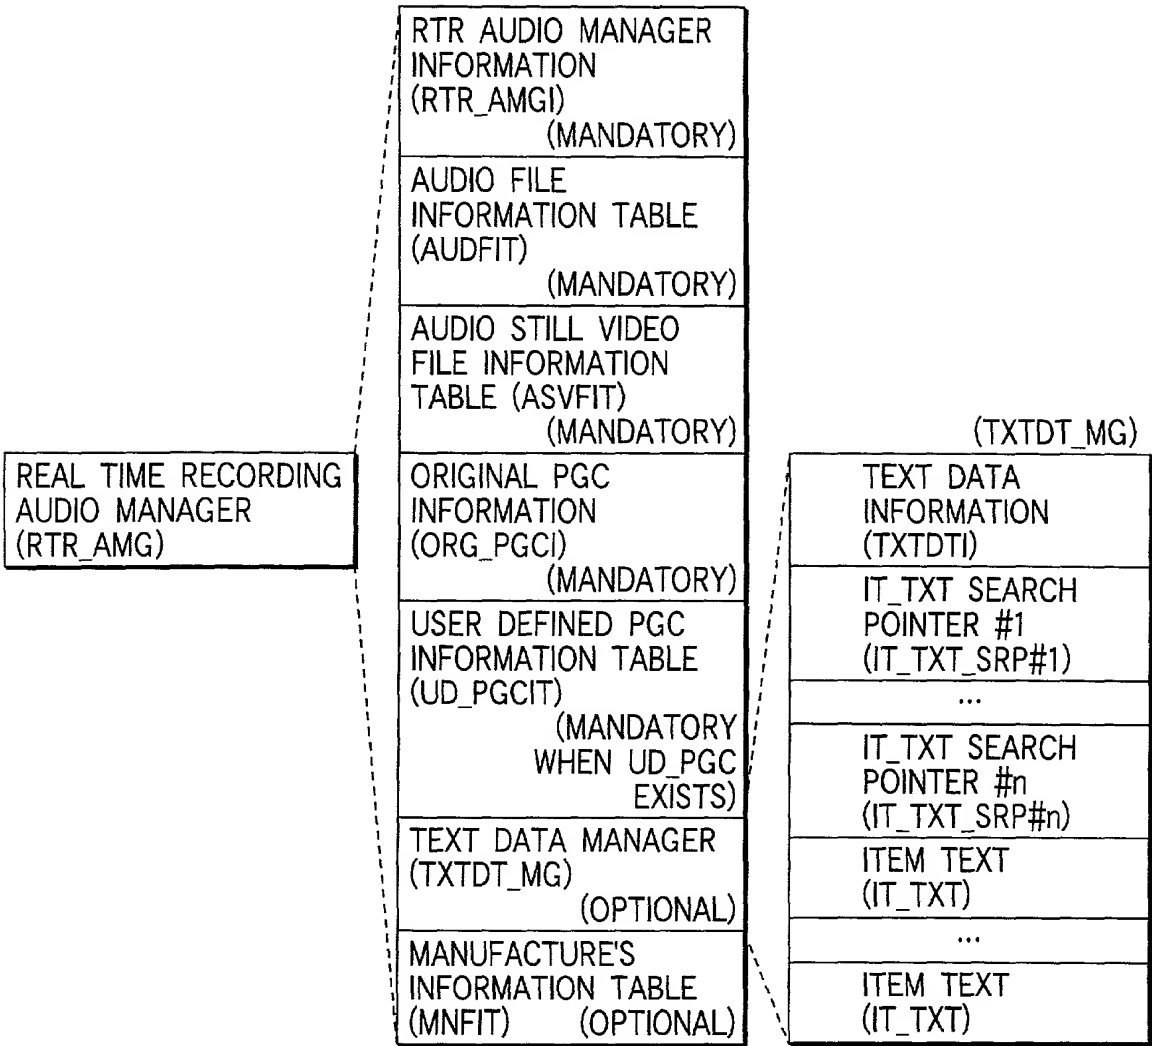 REAL TIME RECORDING
AUDIO MANAGER
(RTR_AMG)
RTR AUDIO MANAGER
INFORMATION
(RTR_AMGI)
(MANDATORY)
AUDIO FILE
INFORMATION TABLE
(AUDFIT)
(MANDATORY)
AUDIO STILL VIDEO
FILE INFORMATION
TABLE (ASVFIT)
(MANDATORY)
ORIGINAL PGC
INFORMATION
(ORG_PGCI)
(MANDATORY)
USER DEFINED PGC
INFORMATION TABLE
(UD_PGCIT)
(MANDATORY
WHEN UD_PGC
EXISTS)
TEXT DATA MANAGER
(TXTDT_MG)
(OPTIONAL)
MANUFACTURE'S
INFORMATION TABLE
(MNFIT) (OPTIONAL)
(TXTDT_MG)
TEXT DATA
INFORMATION
(TXTDTI)
IT_TXT SEARCH
POINTER #1
(IT_TXT_SRP#1)
...
IT_TXT SEARCH
POINTER #n
(IT_TXT_SRP#n)
ITEM TEXT
(IT_TXT)
...
ITEM TEXT
(IT_TXT)